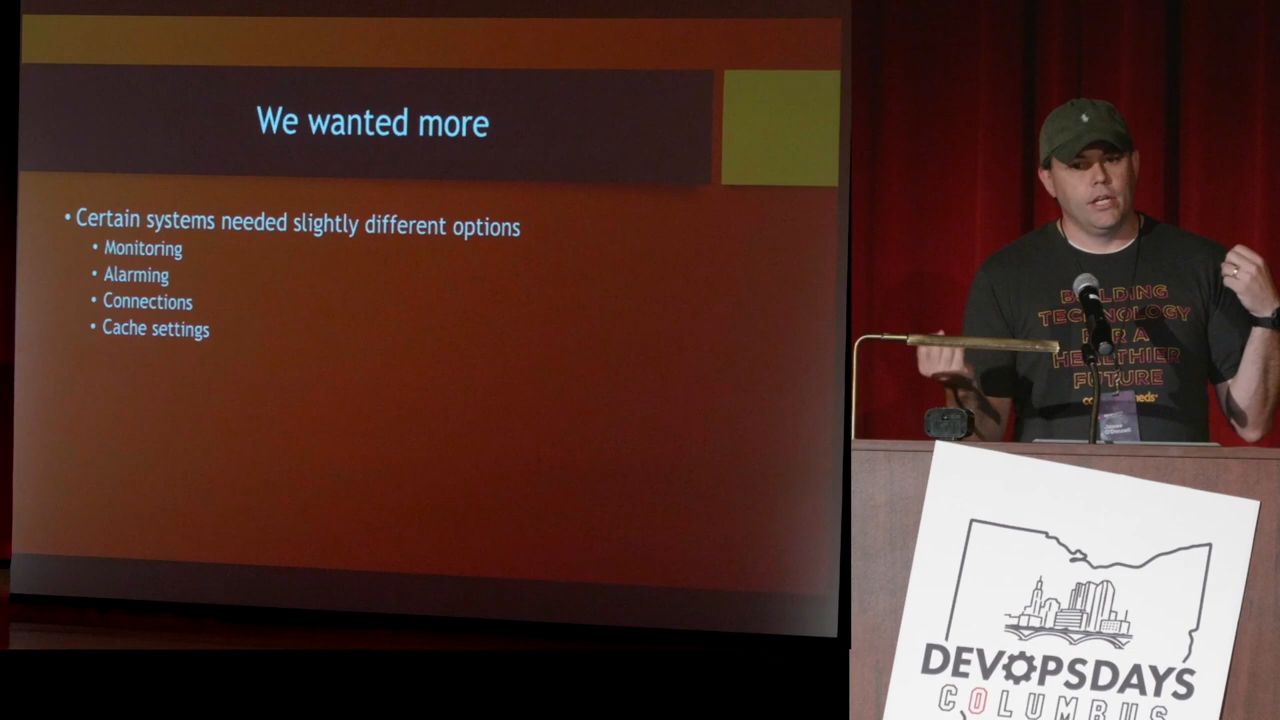 We wanted more
• Certain systems needed slightly different options
• Monitoring
• Alarming
• Connections
• Cache settings
BUILDING
TECHNOLOGY
FOR A
HEALTHIER
FUTURE
DEVOPSDAYS
COLUMBUS